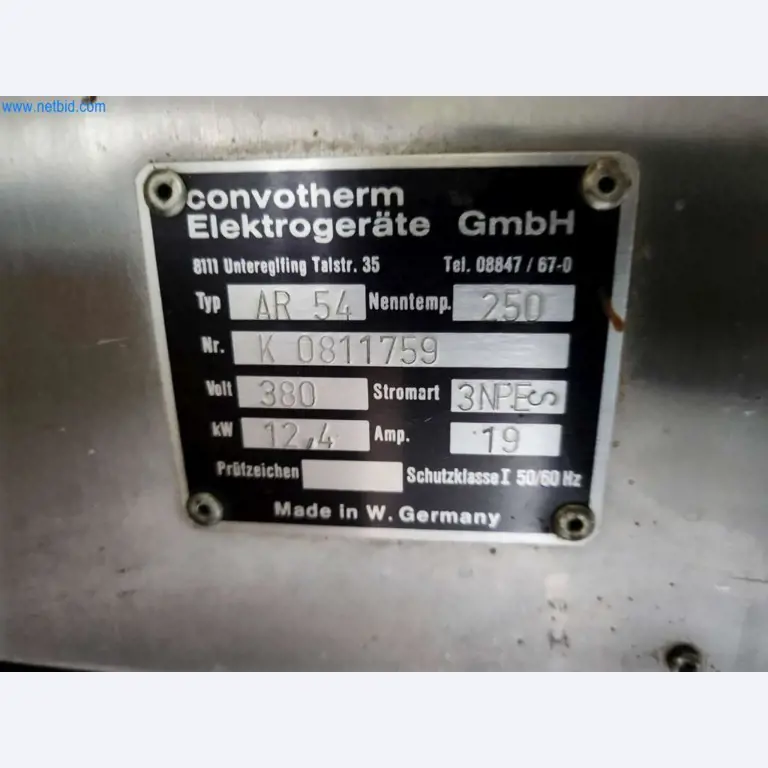 www.netbid.com
convotherm
Elektrogeräte GmbH
8111 Untereglfing Talstr. 35 Tel. 08847 / 67-0
Typ AR 54 Nenntemp. 250
Nr. K 0811759
Volt 380 Stromart 3NPE∽
kW 12,4 Amp. 19
Prüfzeichen Schutzklasse I 50/60 Hz
Made in W. Germany